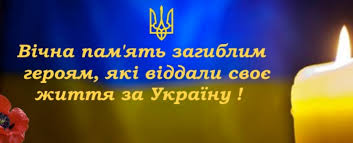 Вічна пам'ять загиблим
героям, які віддали своє
життя за Україну !